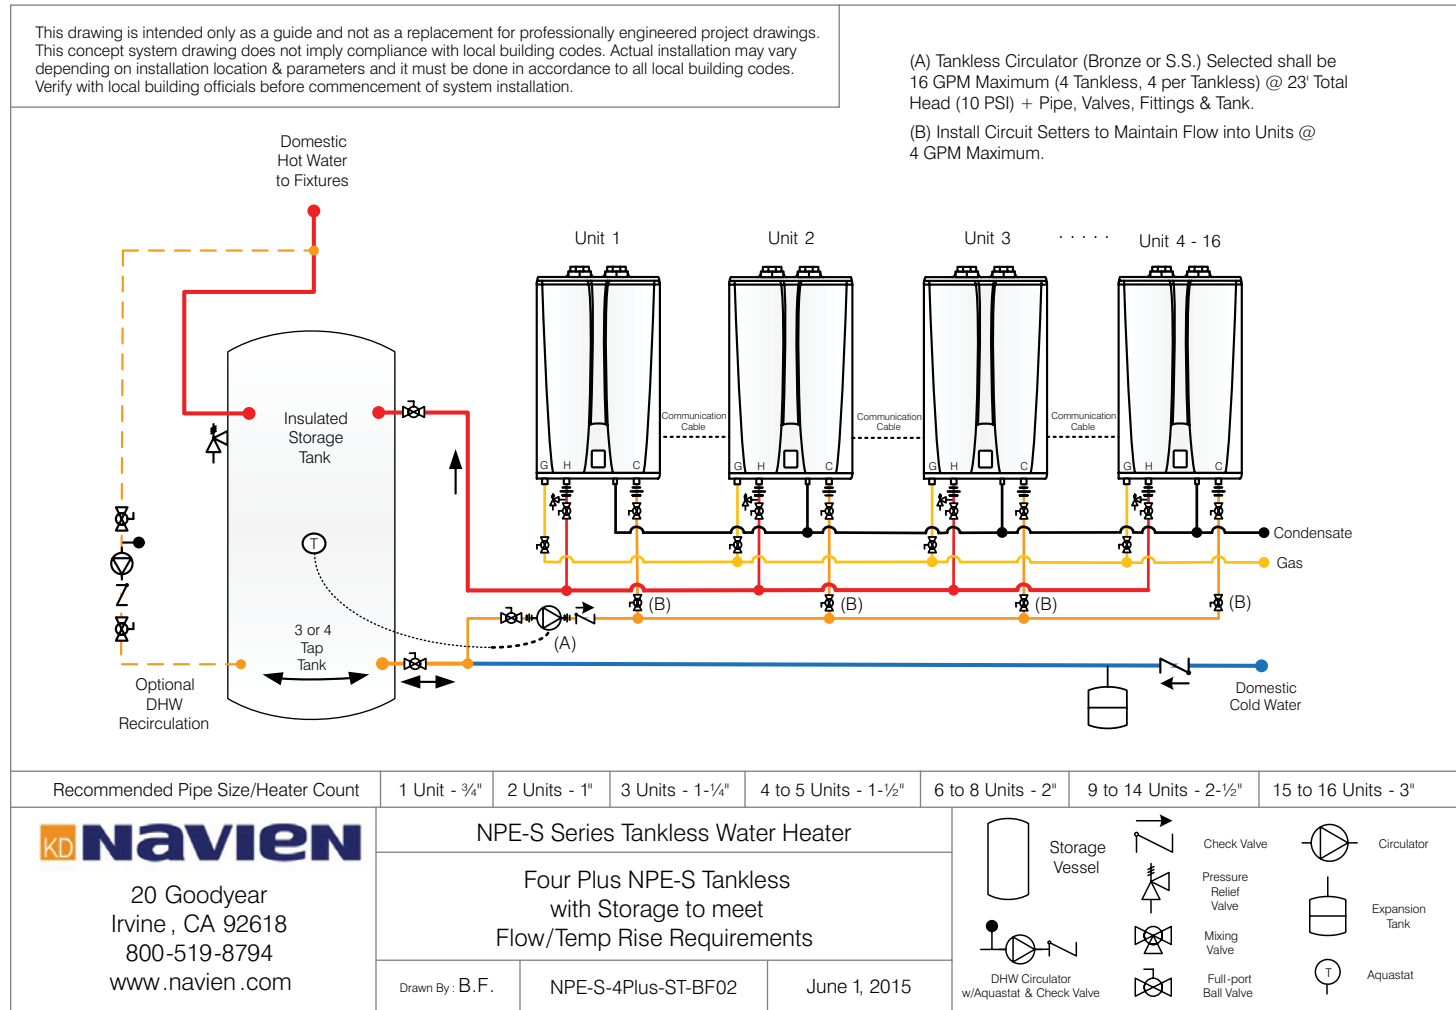 This drawing is intended only as a guide and not as a replacement for professionally engineered project drawings.
This concept system drawing does not imply compliance with local building codes. Actual installation may vary
depending on installation location & parameters and it must be done in accordance to all local building codes.
Verify with local building officials before commencement of system installation.
(A) Tankless Circulator (Bronze or S.S.) Selected shall be
16 GPM Maximum (4 Tankless, 4 per Tankless) @ 23' Total
Head (10 PSI) + Pipe, Valves, Fittings & Tank.
(B) Install Circuit Setters to Maintain Flow into Units @
4 GPM Maximum.
Domestic
Hot Water
to Fixtures
Unit 1
Unit 2
Unit 3
. . . . .
Unit 4 - 16
Insulated
Storage
Tank
Communication
Cable
Communication
Cable
Communication
Cable
G H C
G H C
G H C
G H C
Condensate
Gas
T
(B)
(B)
(B)
(B)
(A)
3 or 4
Tap
Tank
Optional
DHW
Recirculation
Domestic
Cold Water
Recommended Pipe Size/Heater Count
1 Unit - ¾"
2 Units - 1"
3 Units - 1-¼"
4 to 5 Units - 1-½"
6 to 8 Units - 2"
9 to 14 Units - 2-½"
15 to 16 Units - 3"
KD NAVIEN
20 Goodyear
Irvine , CA 92618
800-519-8794
www.navien.com
NPE-S Series Tankless Water Heater
Four Plus NPE-S Tankless
with Storage to meet
Flow/Temp Rise Requirements
Drawn By : B.F.
NPE-S-4Plus-ST-BF02
June 1, 2015
Storage
Vessel
DHW Circulator
w/Aquastat & Check Valve
Check Valve
Pressure
Relief
Valve
Mixing
Valve
Full-port
Ball Valve
Circulator
Expansion
Tank
T
Aquastat